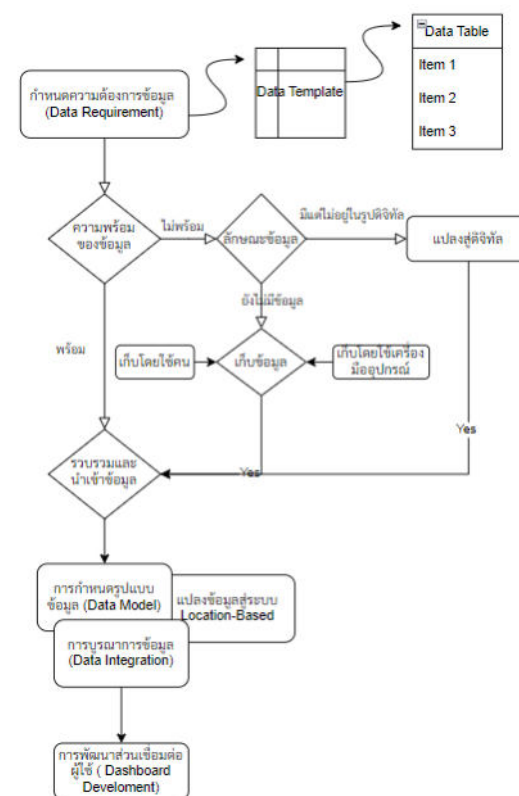 Data Table
Item 1
Item 2
Item 3
Data Template
กำหนดความต้องการข้อมูล
(Data Requirement)
ความพร้อม
ของข้อมูล
ไม่พร้อม
ลักษณะข้อมูล
มีแต่ไม่อยู่ในรูปดิจิทัล
แปลงสู่ดิจิทัล
ยังไม่มีข้อมูล
พร้อม
เก็บโดยใช้คน
เก็บข้อมูล
เก็บโดยใช้เครื่อง
มืออุปกรณ์
Yes
รวบรวมและ
นำเข้าข้อมูล
Yes
การกำหนดรูปแบบ
ข้อมูล (Data Model)
แปลงข้อมูลสู่ระบบ
Location-Based
การบูรณาการข้อมูล
(Data Integration)
การพัฒนาส่วนเชื่อมต่อ
ผู้ใช้ ( Dashboard
Develoment)